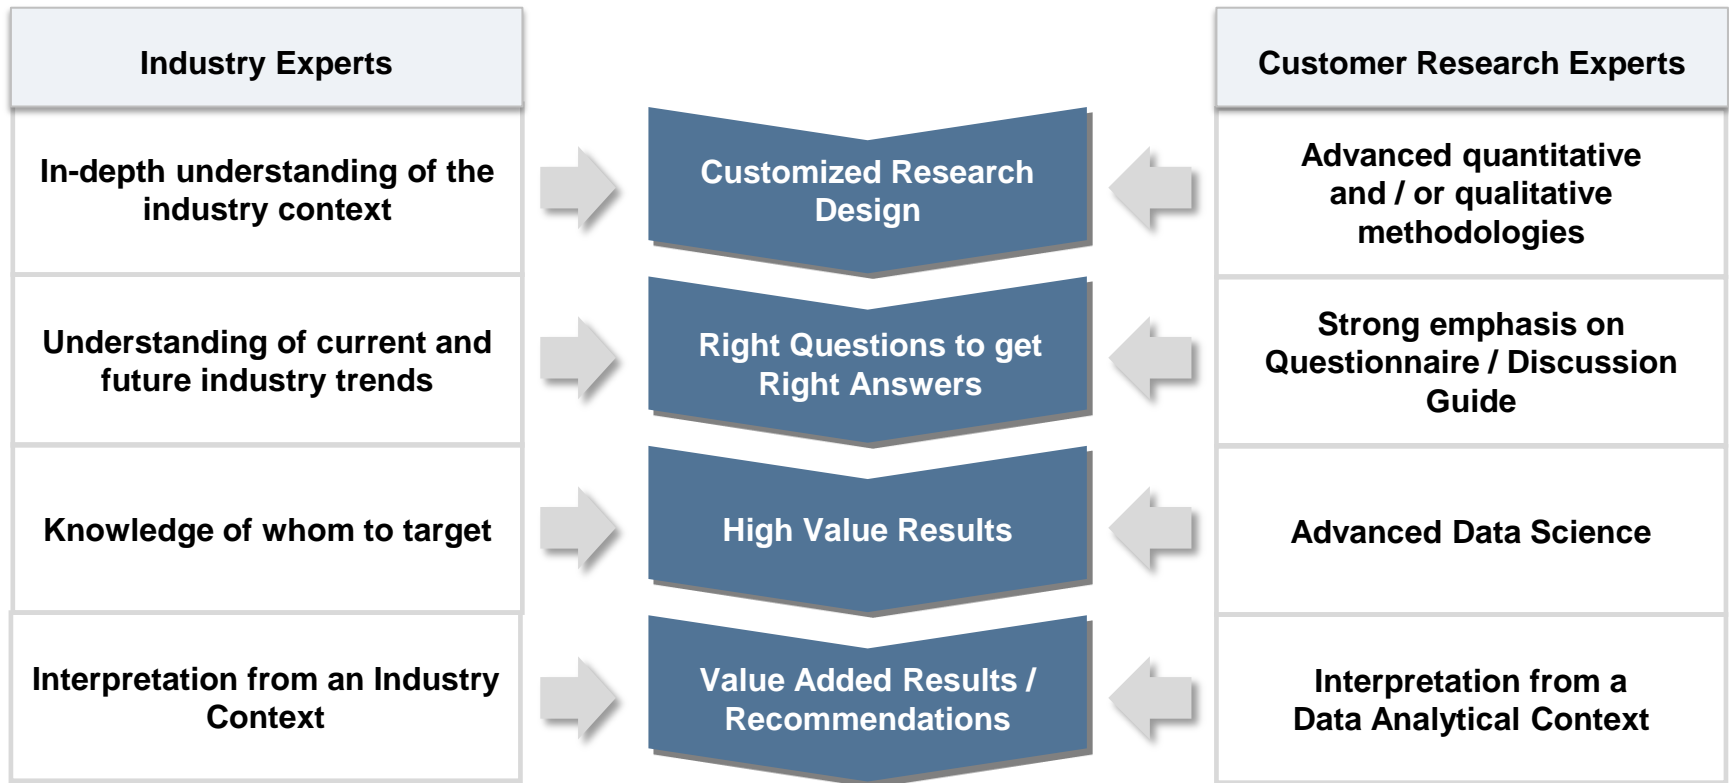 Industry Experts
Customer Research Experts
In-depth understanding of the
industry context
Customized Research
Design
Advanced quantitative
and / or qualitative
methodologies
Understanding of current and
future industry trends
Right Questions to get
Right Answers
Strong emphasis on
Questionnaire / Discussion
Guide
Knowledge of whom to target
High Value Results
Advanced Data Science
Interpretation from an Industry
Context
Value Added Results /
Recommendations
Interpretation from a
Data Analytical Context